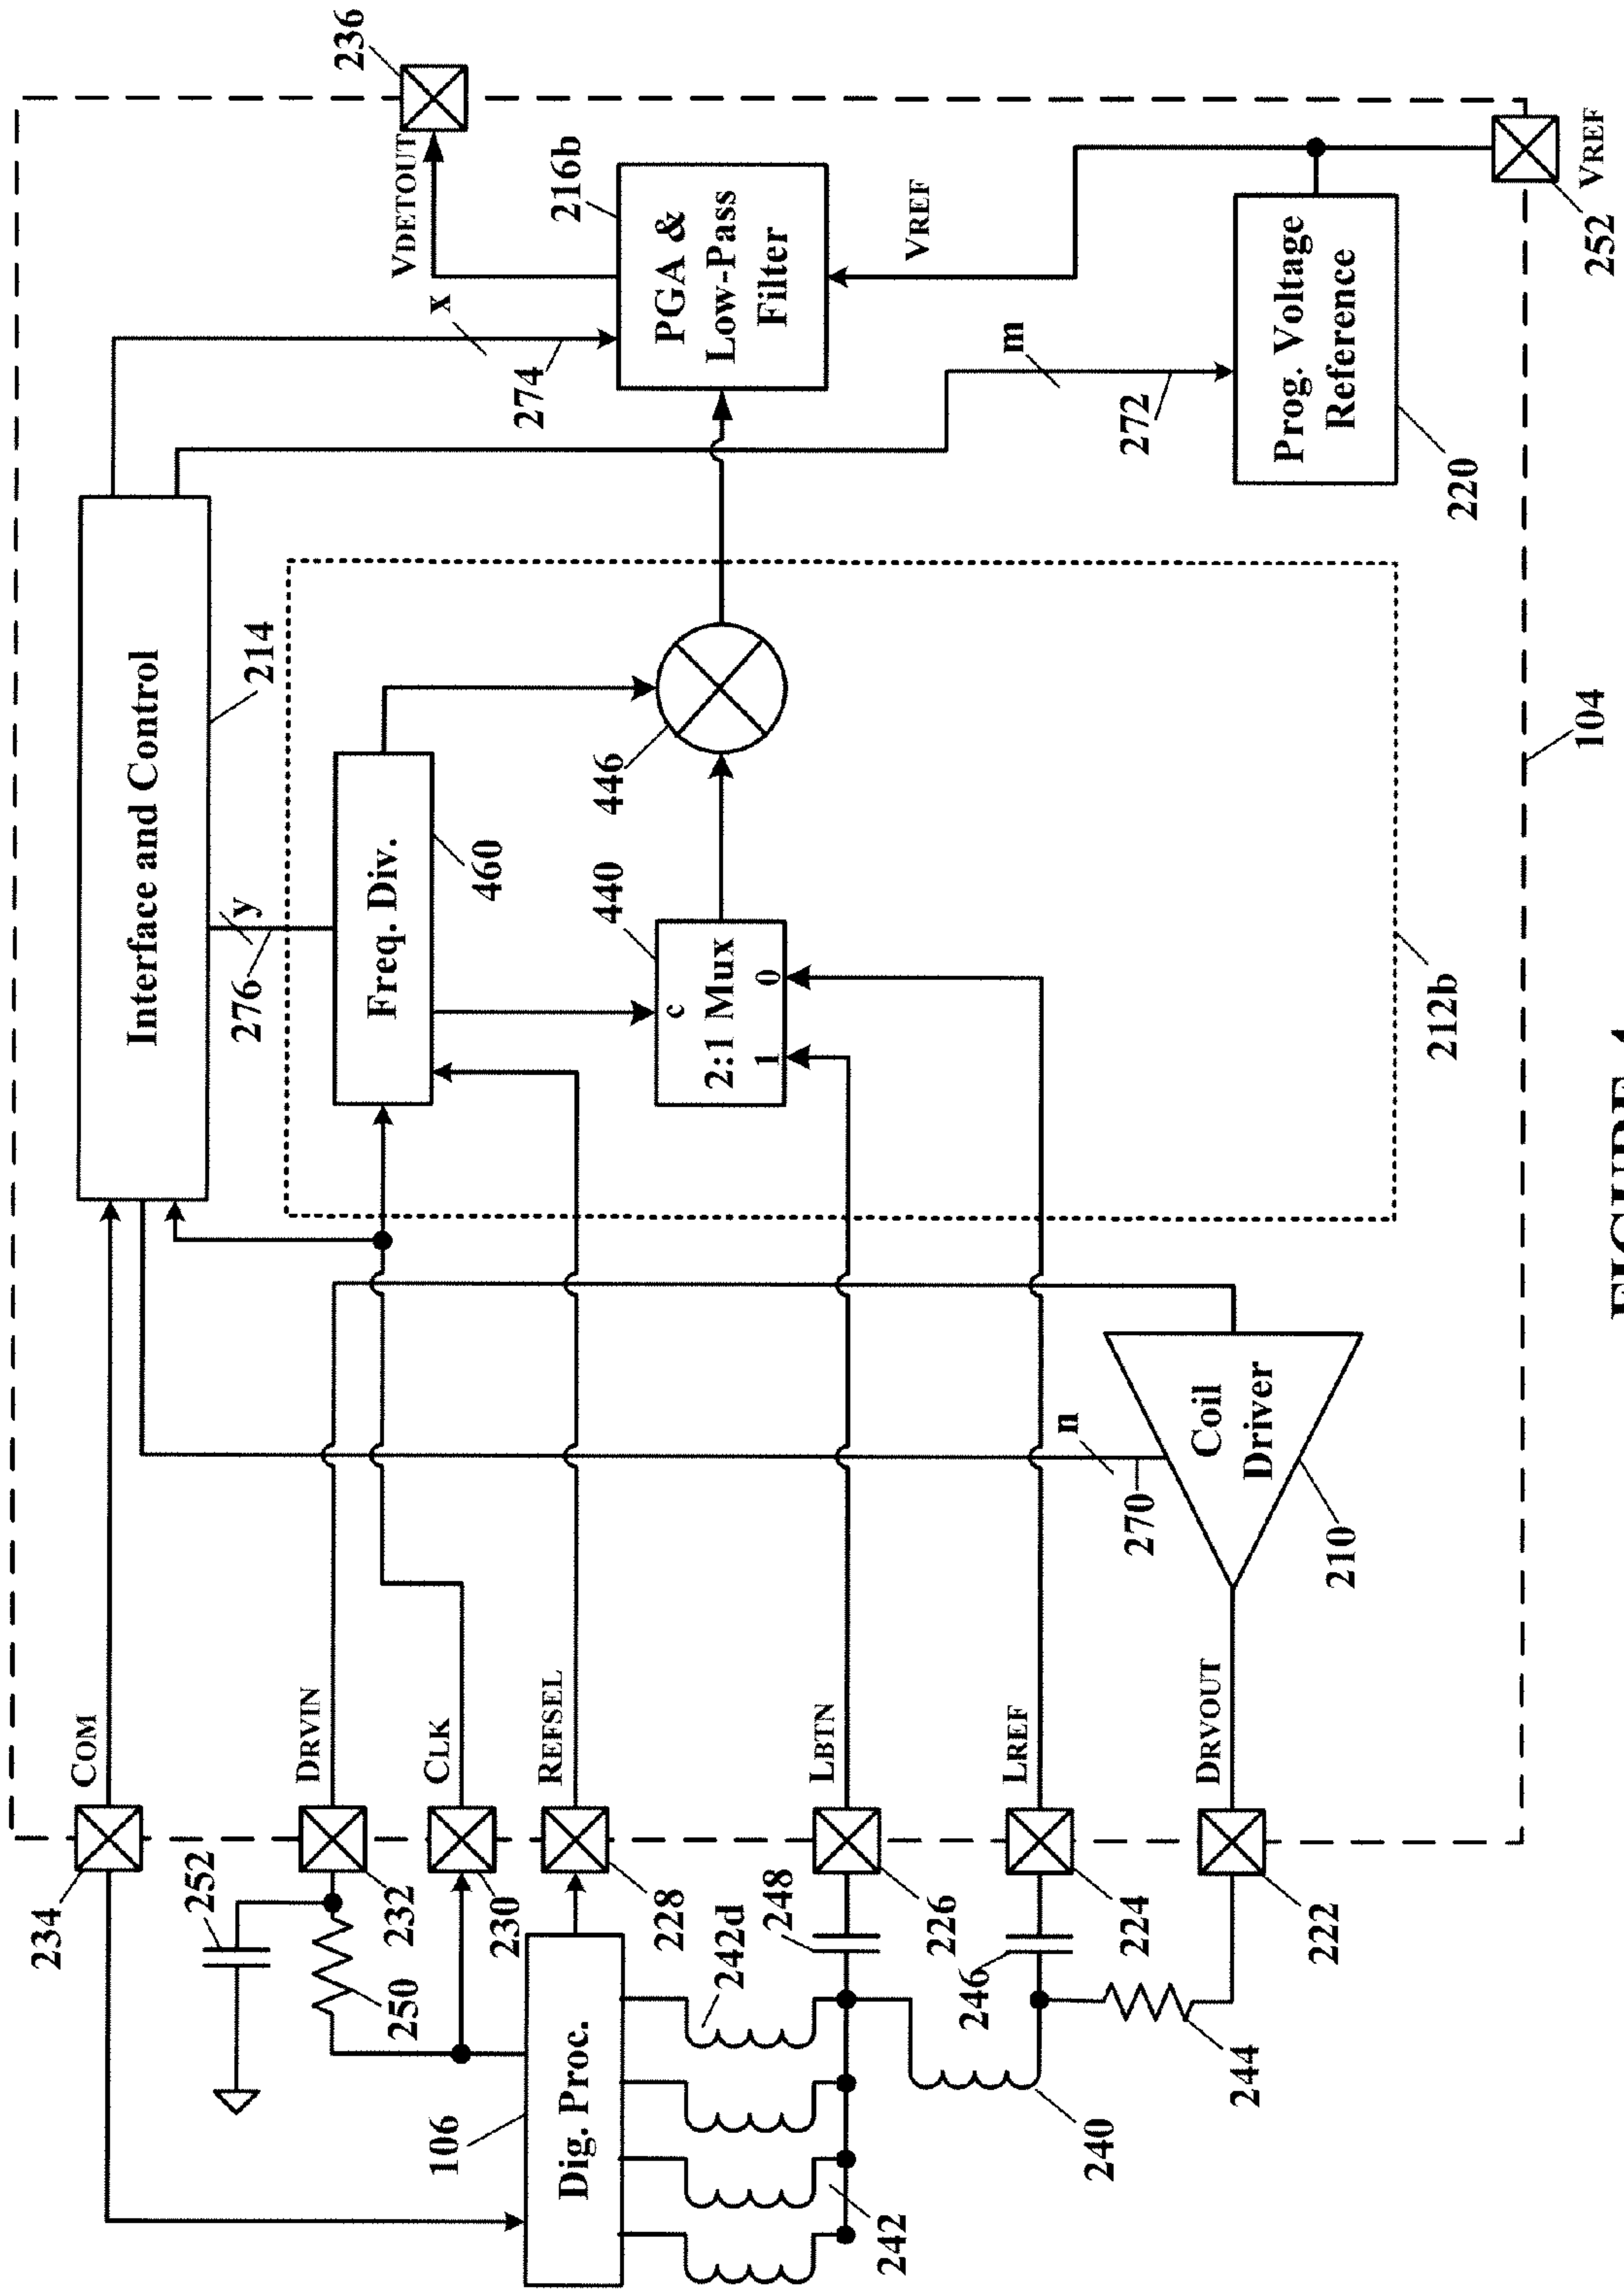 236
VDETOUT
216b
PGA &
Low-Pass
Filter
VREF
VREF
252
x
274
m
272
Prog. Voltage
Reference
220
Interface and Control
214
y
276
Freq. Div.
460
446
440
c
2:1 Mux
1
0
212b
104
n
270
Coil
Driver
210
COM
DRVIN
CLK
REFSEL
LBTN
LREF
DRVOUT
234
252
232
250
230
228
248
226
246
224
222
244
240
242d
242
106
Dig. Proc.